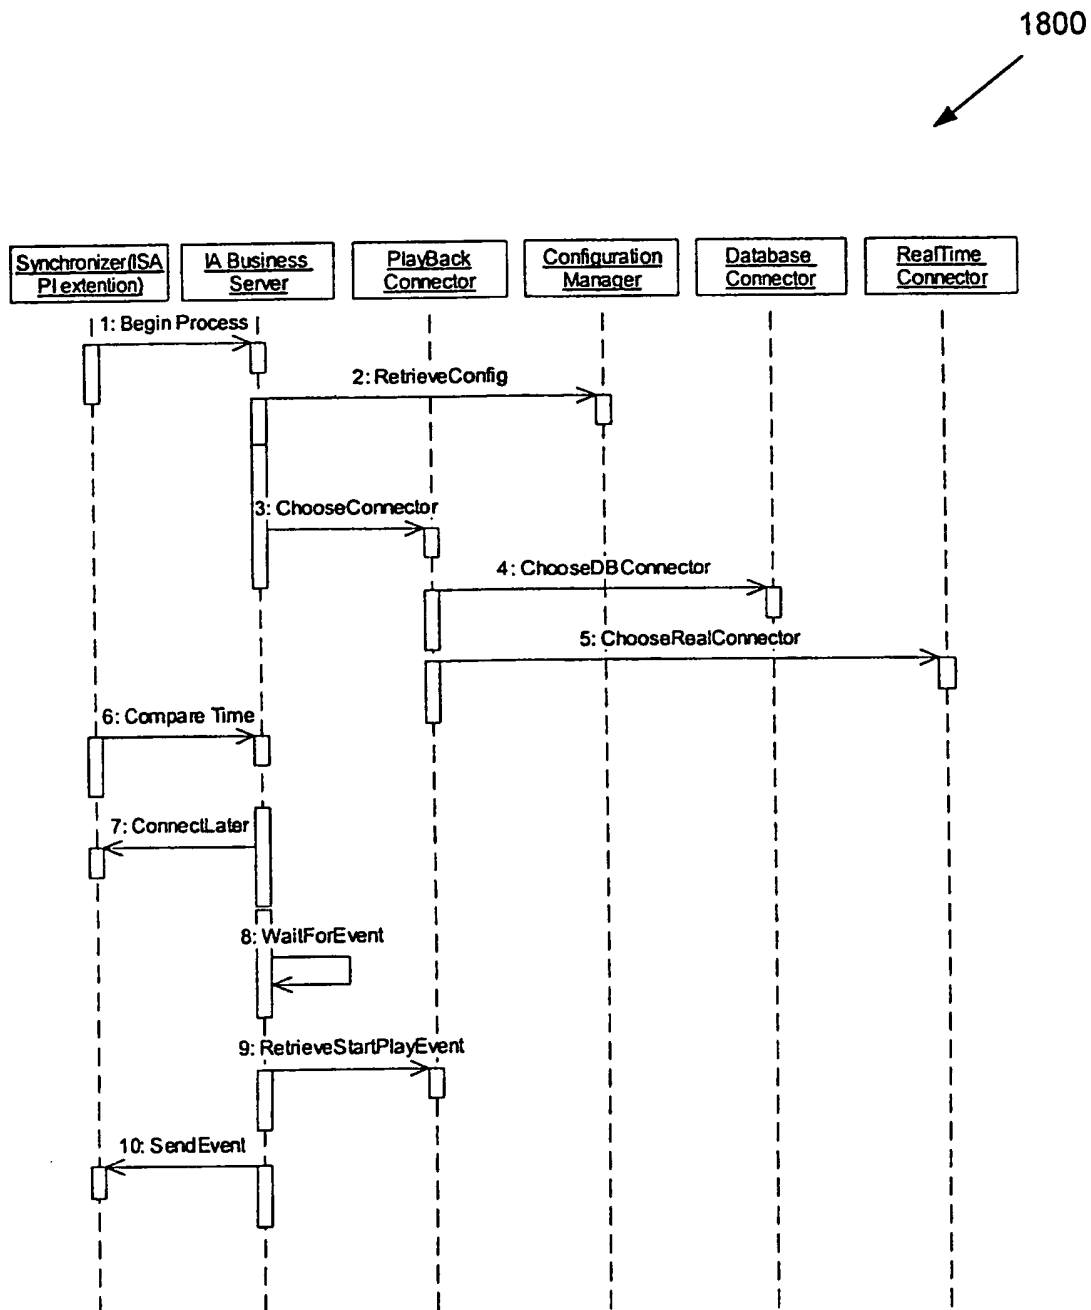 1800
Synchronizer(ISA
PI extention)
IA Business
Server
PlayBack
Connector
Configuration
Manager
Database
Connector
RealTime
Connector
1: Begin Process
2: RetrieveConfig
3: ChooseConnector
4: ChooseDBConnector
5: ChooseRealConnector
6: Compare Time
7: ConnectLater
8: WaitForEvent
9: RetrieveStartPlayEvent
10: SendEvent